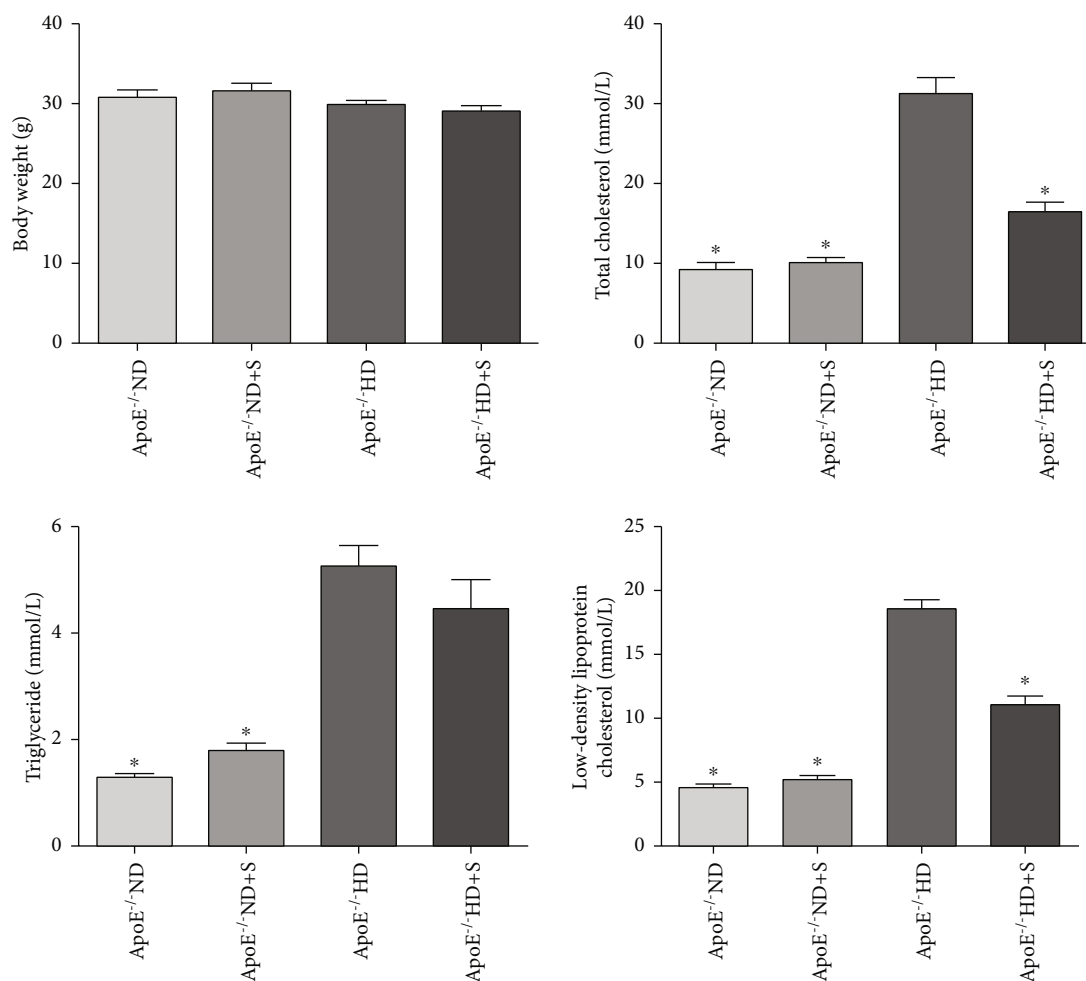 Body weight (g)
40
30
20
10
0
ApoE-/-ND
ApoE-/-ND+S
ApoE-/-HD
ApoE-/-HD+S
Total cholesterol (mmol/L)
40
30
20
10
0
*
*
*
ApoE-/-ND
ApoE-/-ND+S
ApoE-/-HD
ApoE-/-HD+S
Triglyceride (mmol/L)
6
4
2
0
*
*
ApoE-/-ND
ApoE-/-ND+S
ApoE-/-HD
ApoE-/-HD+S
Low-density lipoprotein
cholesterol (mmol/L)
25
20
15
10
5
0
*
*
*
ApoE-/-ND
ApoE-/-ND+S
ApoE-/-HD
ApoE-/-HD+S